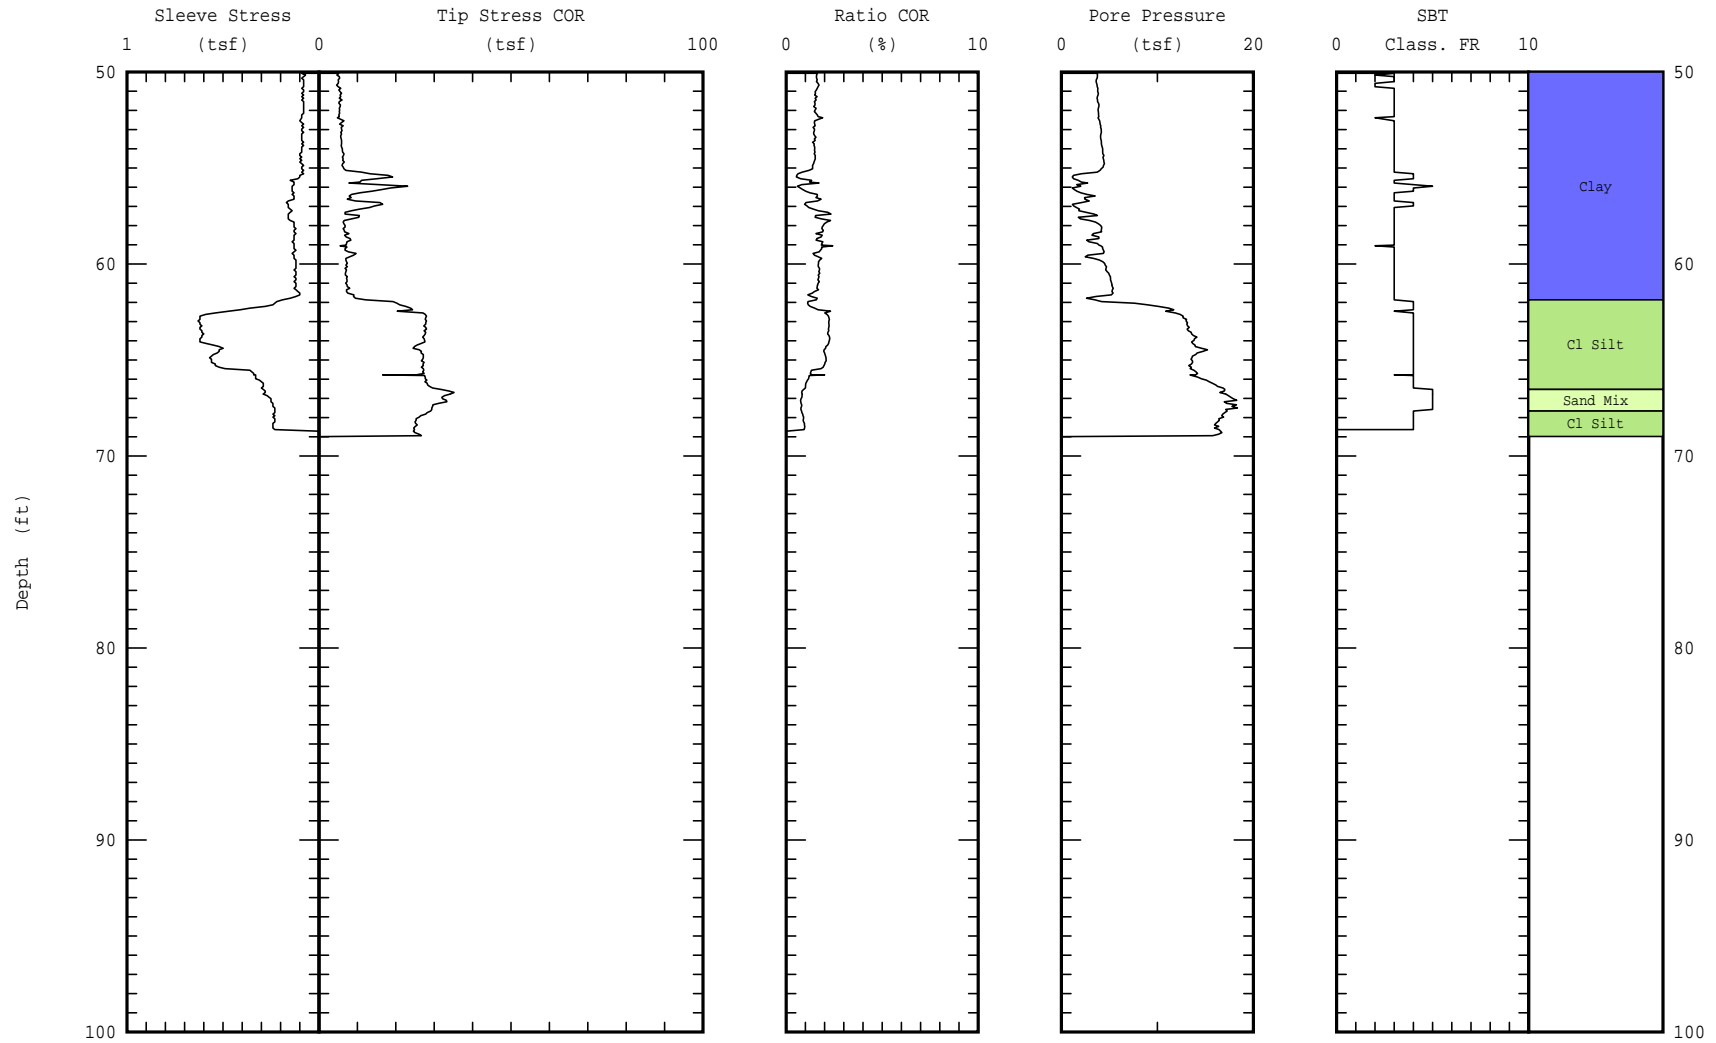 Sleeve Stress Tip Stress COR Ratio COR Pore Pressure SBT
1 (tsf) 0 (tsf) 100 0 (%) 10 0 (tsf) 20 0 Class. FR 10
50 50
Clay
60 60
Cl Silt
Sand Mix
Cl Silt
70 70
Depth (ft)
80 80
90 90
100 100